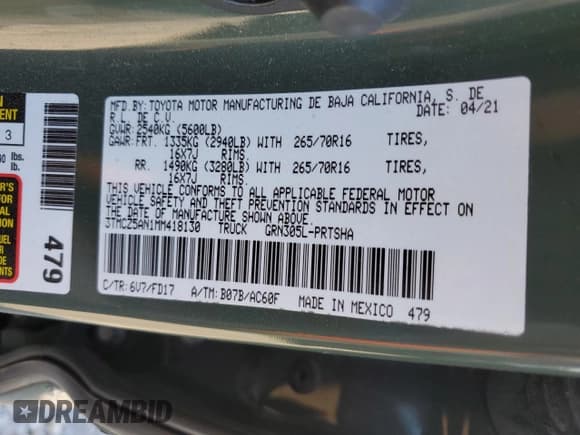 MFD.BY: TOYOTA MOTOR MANUFACTURING DE BAJA CALIFORNIA, S. DE
R.L. DE C.V. DATE: 04/21
GVWR: 2540KG (5600LB)
GAWR: FRT. 1335KG (2940LB) WITH 265/70R16 TIRES,
16X7J RIMS.
RR. 1490KG (3280LB) WITH 265/70R16 TIRES,
16X7J RIMS.
THIS VEHICLE CONFORMS TO ALL APPLICABLE FEDERAL MOTOR
VEHICLE SAFETY AND THEFT PREVENTION STANDARDS IN EFFECT ON
THE DATE OF MANUFACTURE SHOWN ABOVE.
3TMCZ5AN1MM418130 TRUCK GRN305L-PRTSHA
C/TR: 6V7/FD17 A/TM: B07B/AC60F MADE IN MEXICO 479
3
lbs.
lb.
479
DREAMBID